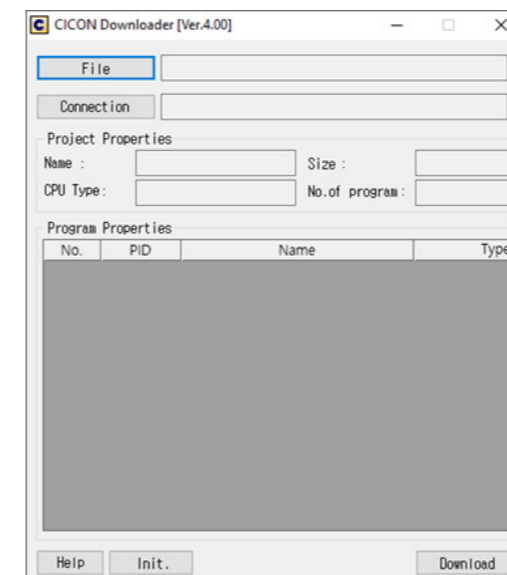 C CICON Downloader [Ver.4.00]
File
Connection
Project Properties
Name : Size :
CPU Type: No.of program:
Program Properties
No. PID Name Type
Help Init. Download